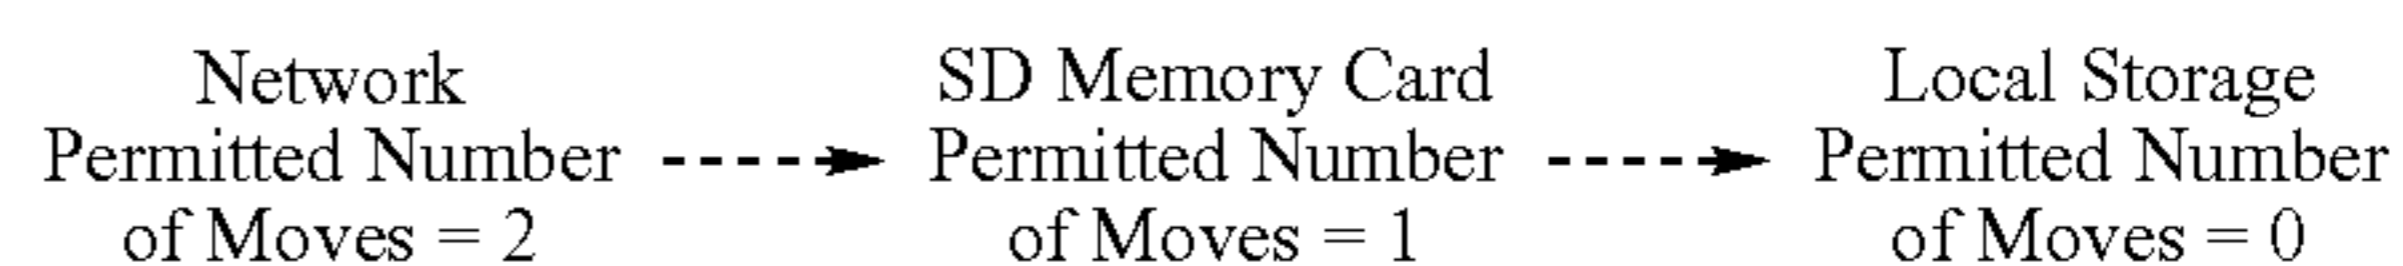 Network
Permitted Number
of Moves = 2
SD Memory Card
Permitted Number
of Moves = 1
Local Storage
Permitted Number
of Moves = 0